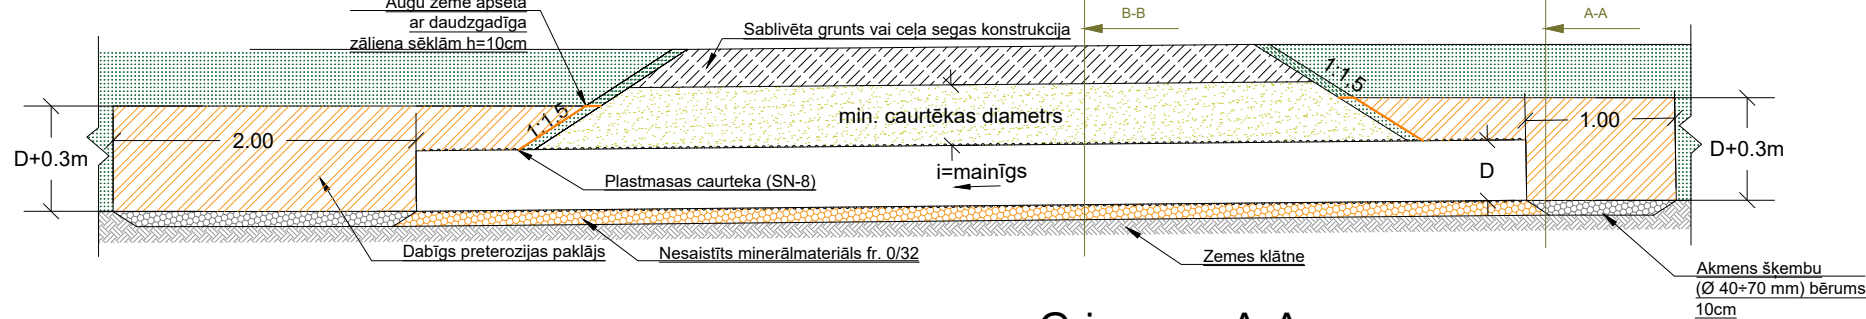 Augu zeme apsēta
ar daudzgadīga
zāliena sēklām h=10cm
Sablīvēta grunts vai ceļa segas konstrukcija
B-B
A-A
1:1,5
1:1,5
min. caurtēkas diametrs
2.00
1.00
D+0.3m
D+0.3m
i=mainīgs
D
Plastmasas caurteka (SN-8)
Dabīgs preterozijas paklājs
Nesaistīts minerālmateriāls fr. 0/32
Zemes klātne
Akmens šķembu
(Ø 40÷70 mm) bērums
10cm
A-A